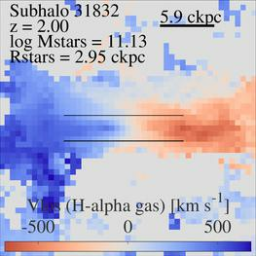 Subhalo 31832
5.9 ckpc
z = 2.00
log Mstars = 11.13
Rstars = 2.95 ckpc
(H-alpha gas) [km s⁻¹]
-500 0 500